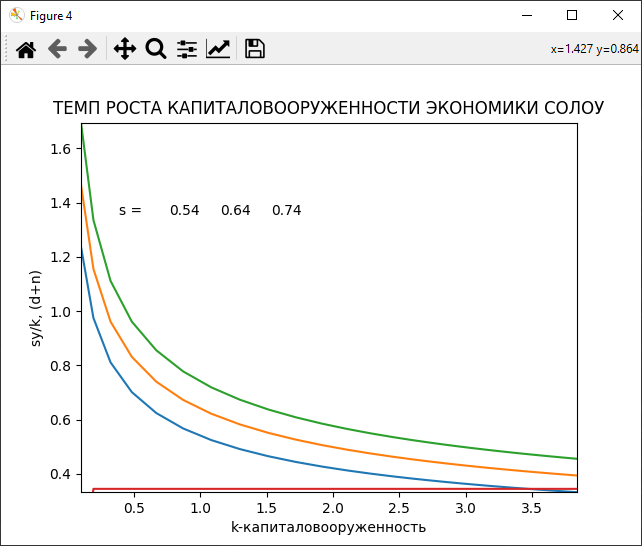 Figure 4
x=1.427 y=0.864
ТЕМП РОСТА КАПИТАЛОВООРУЖЕННОСТИ ЭКОНОМИКИ СОЛОУ
1.6
1.4
s = 0.54 0.64 0.74
1.2
1.0
0.8
0.6
0.4
sy/k, (d+n)
0.5 1.0 1.5 2.0 2.5 3.0 3.5
k-капиталовооруженность